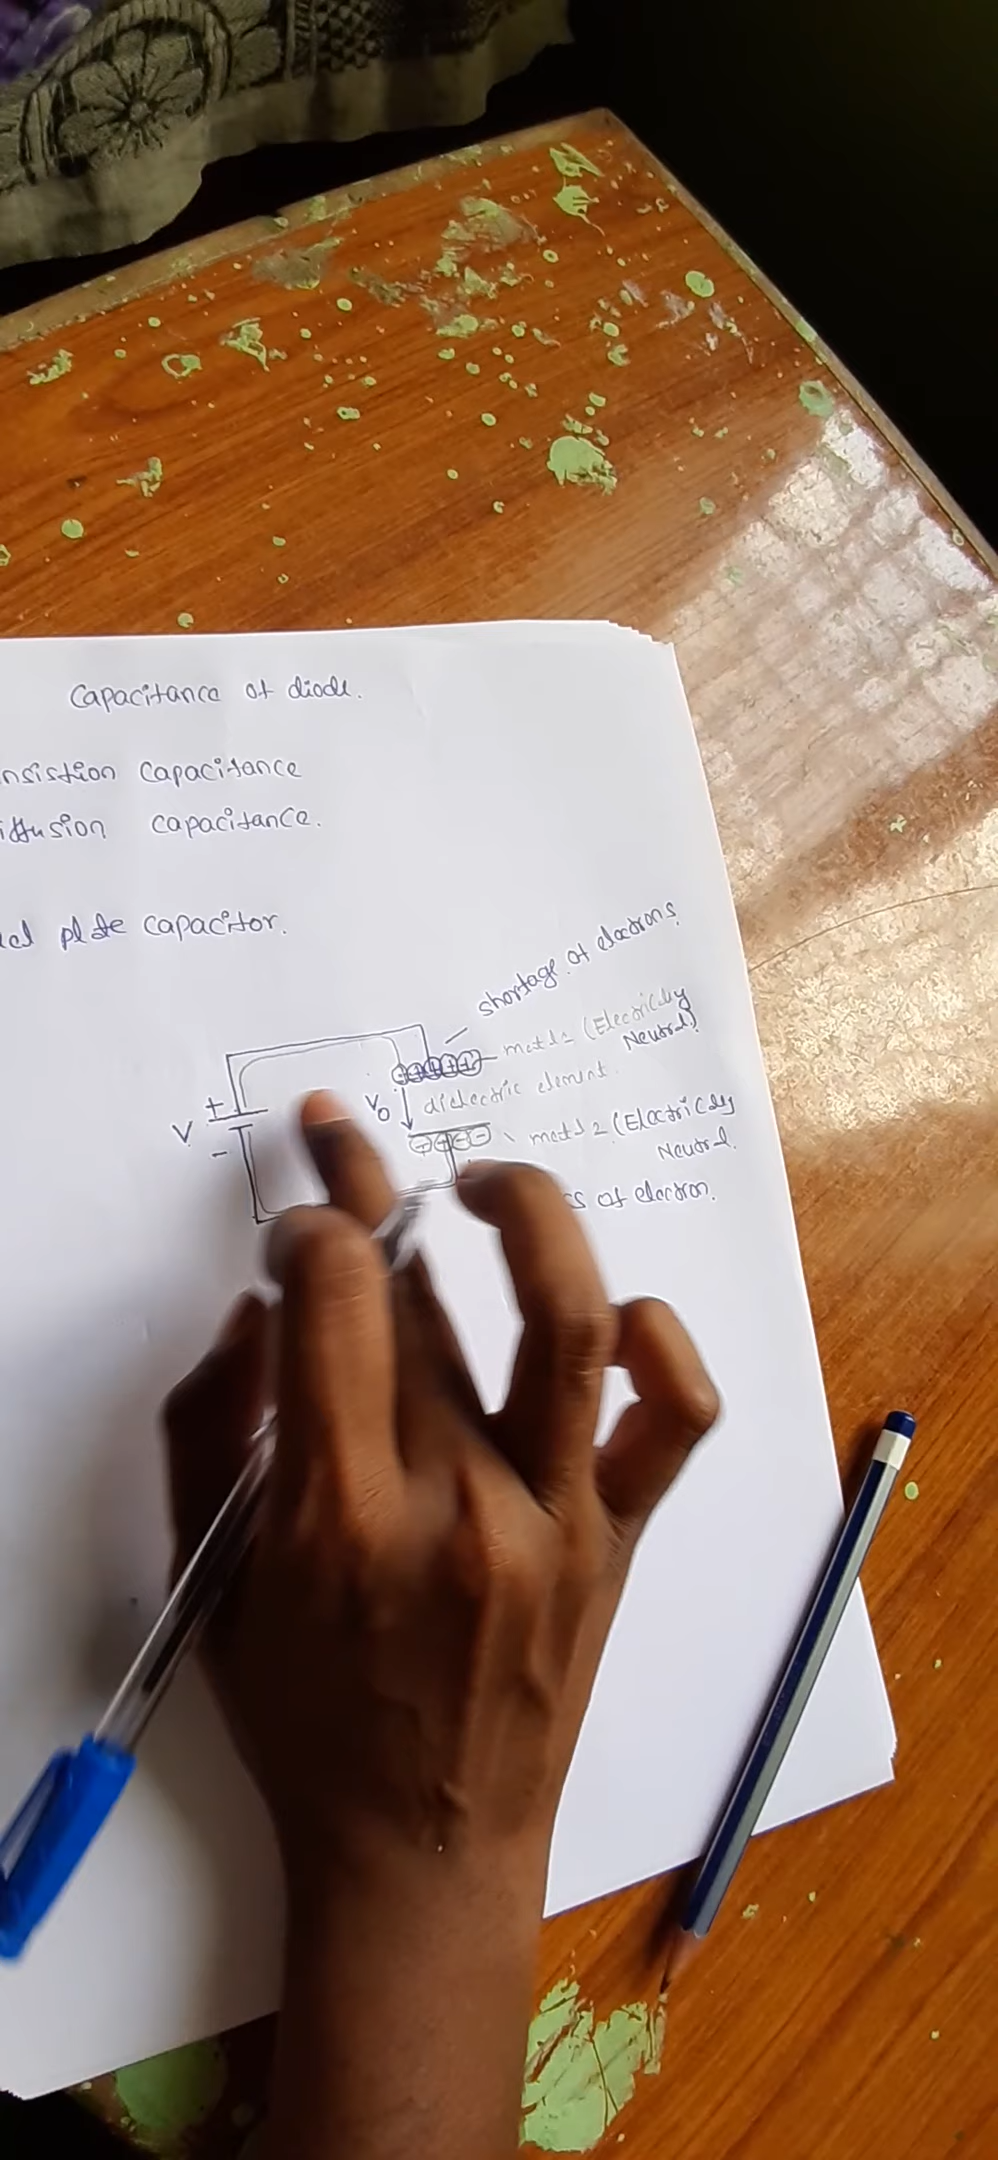 Capacitance of diode.
nsistion Capacitance
iffusion capacitance.
plate capacitor.
shortage of electrons.
metal 1 (Electrically
Neutral)
+
V
-
V₀
dielectric element.
metal 2 (Electrically
Neutral.
s of electron.